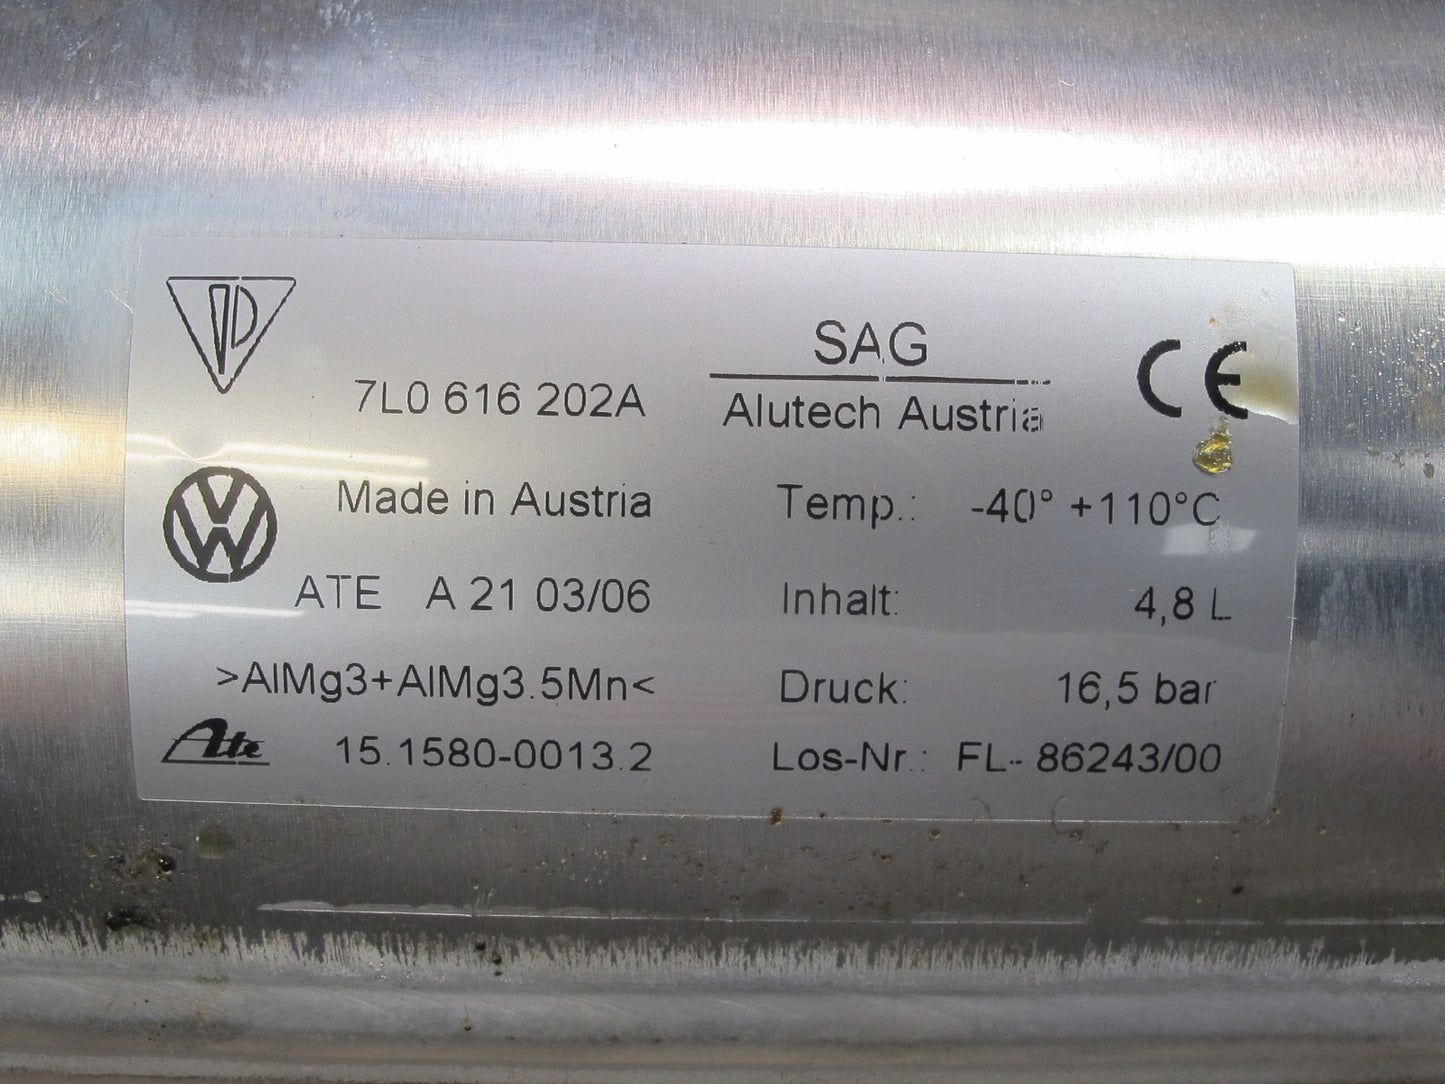 7L0 616 202A
SAG
Alutech Austria
CE
Made in Austria
Temp.: -40° +110°C
ATE A 21 03/06
Inhalt: 4,8 L
>AlMg3+AlMg3.5Mn<
Druck: 16,5 bar
Ate 15.1580-0013.2
Los-Nr.: FL-86243/00